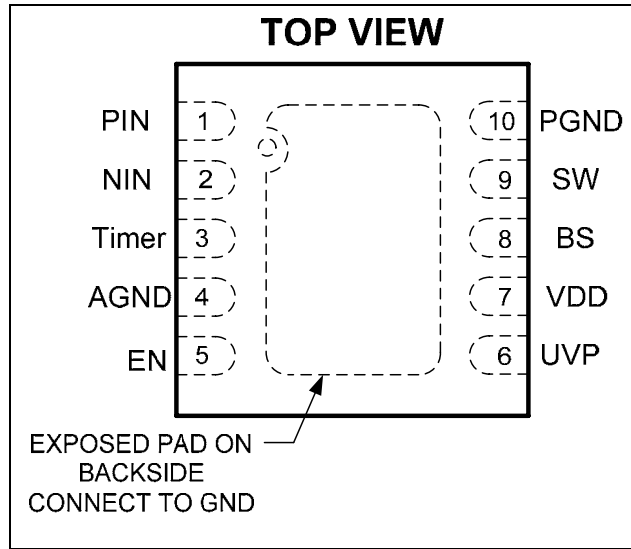 TOP VIEW
PIN 1 10 PGND
NIN 2 9 SW
Timer 3 8 BS
AGND 4 7 VDD
EN 5 6 UVP
EXPOSED PAD ON
BACKSIDE
CONNECT TO GND